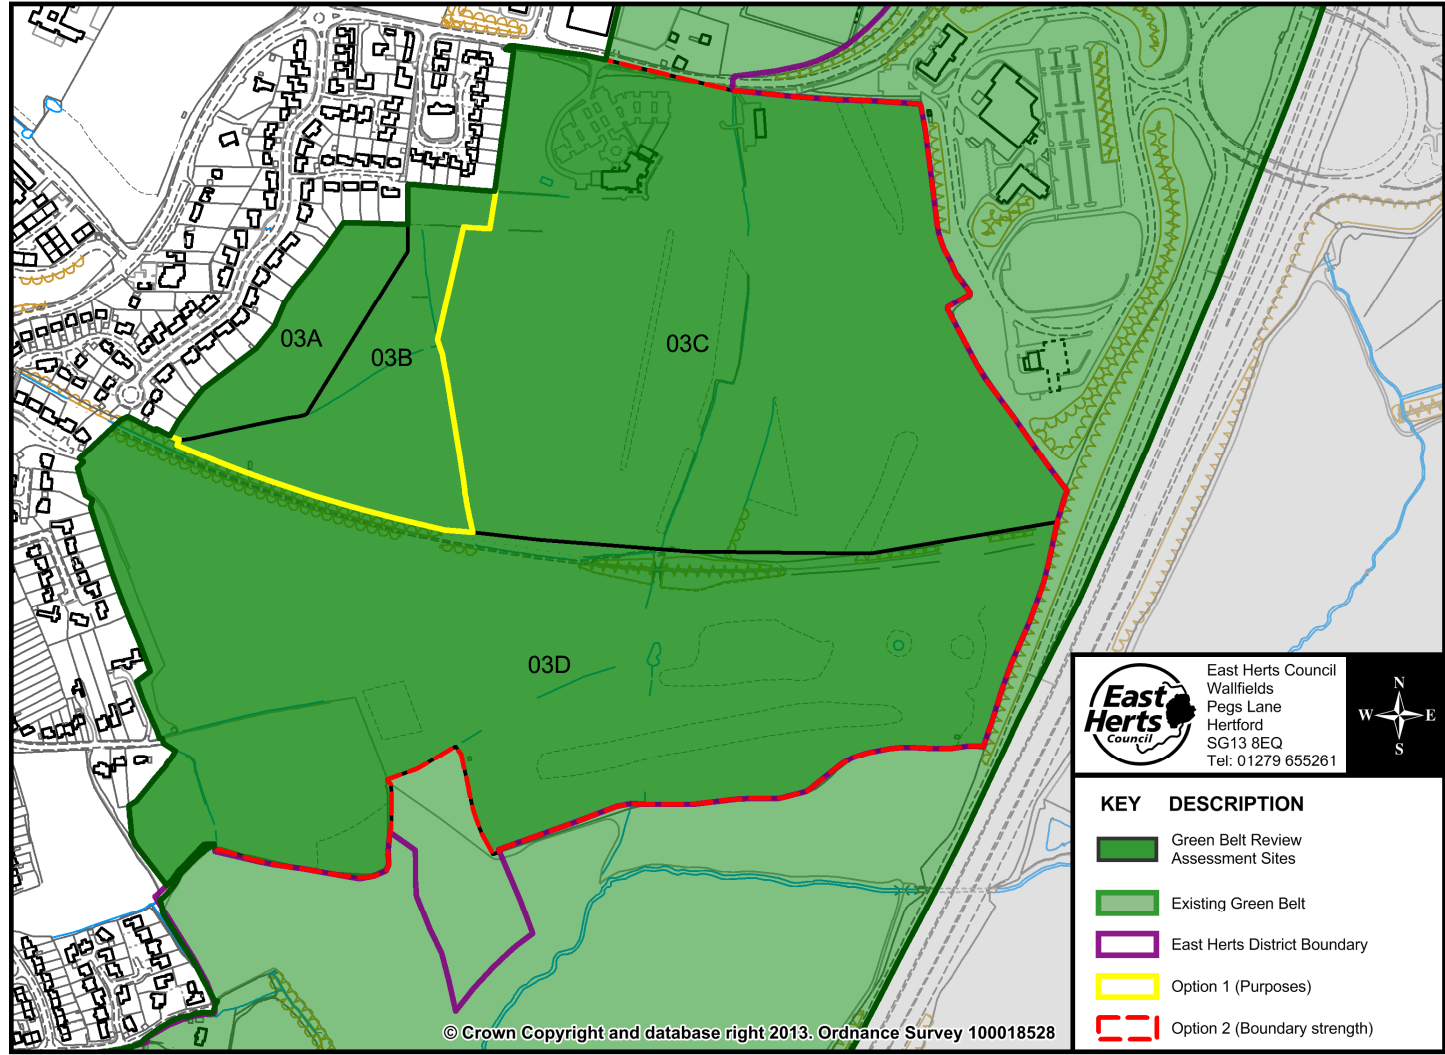 03A
03B
03C
03D
© Crown Copyright and database right 2013. Ordnance Survey 100018528
East
Herts
Council
East Herts Council
Wallfields
Pegs Lane
Hertford
SG13 8EQ
Tel: 01279 655261
N
W E
S
KEY DESCRIPTION
Green Belt Review
Assessment Sites
Existing Green Belt
East Herts District Boundary
Option 1 (Purposes)
Option 2 (Boundary strength)